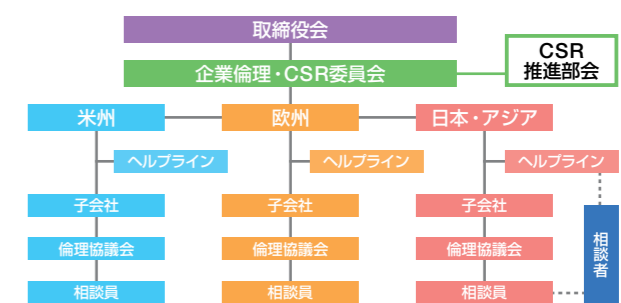 取締役会
企業倫理・CSR委員会
CSR
推進部会
米州
欧州
日本・アジア
ヘルプライン
ヘルプライン
ヘルプライン
子会社
子会社
子会社
倫理協議会
倫理協議会
倫理協議会
相談員
相談員
相談員
相談者